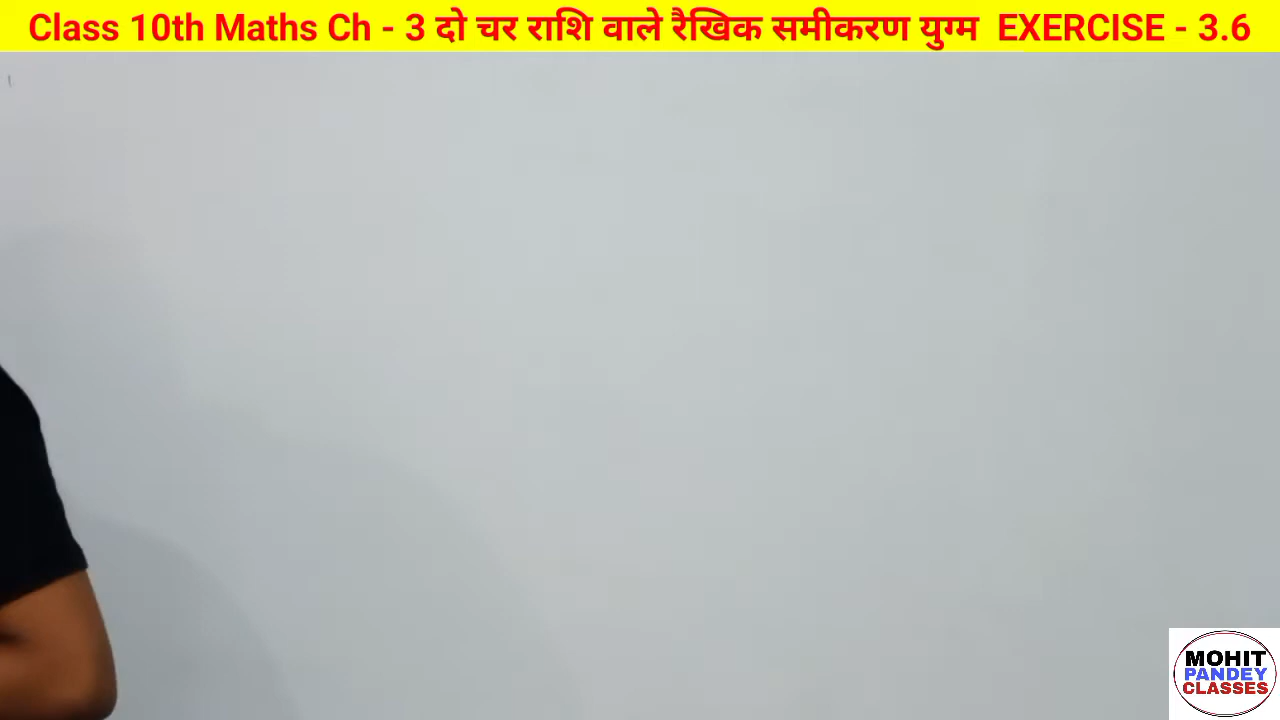 Class 10th Maths Ch - 3 दो चर राशि वाले रैखिक समीकरण युग्म EXERCISE - 3.6
MOHIT
PANDEY
CLASSES